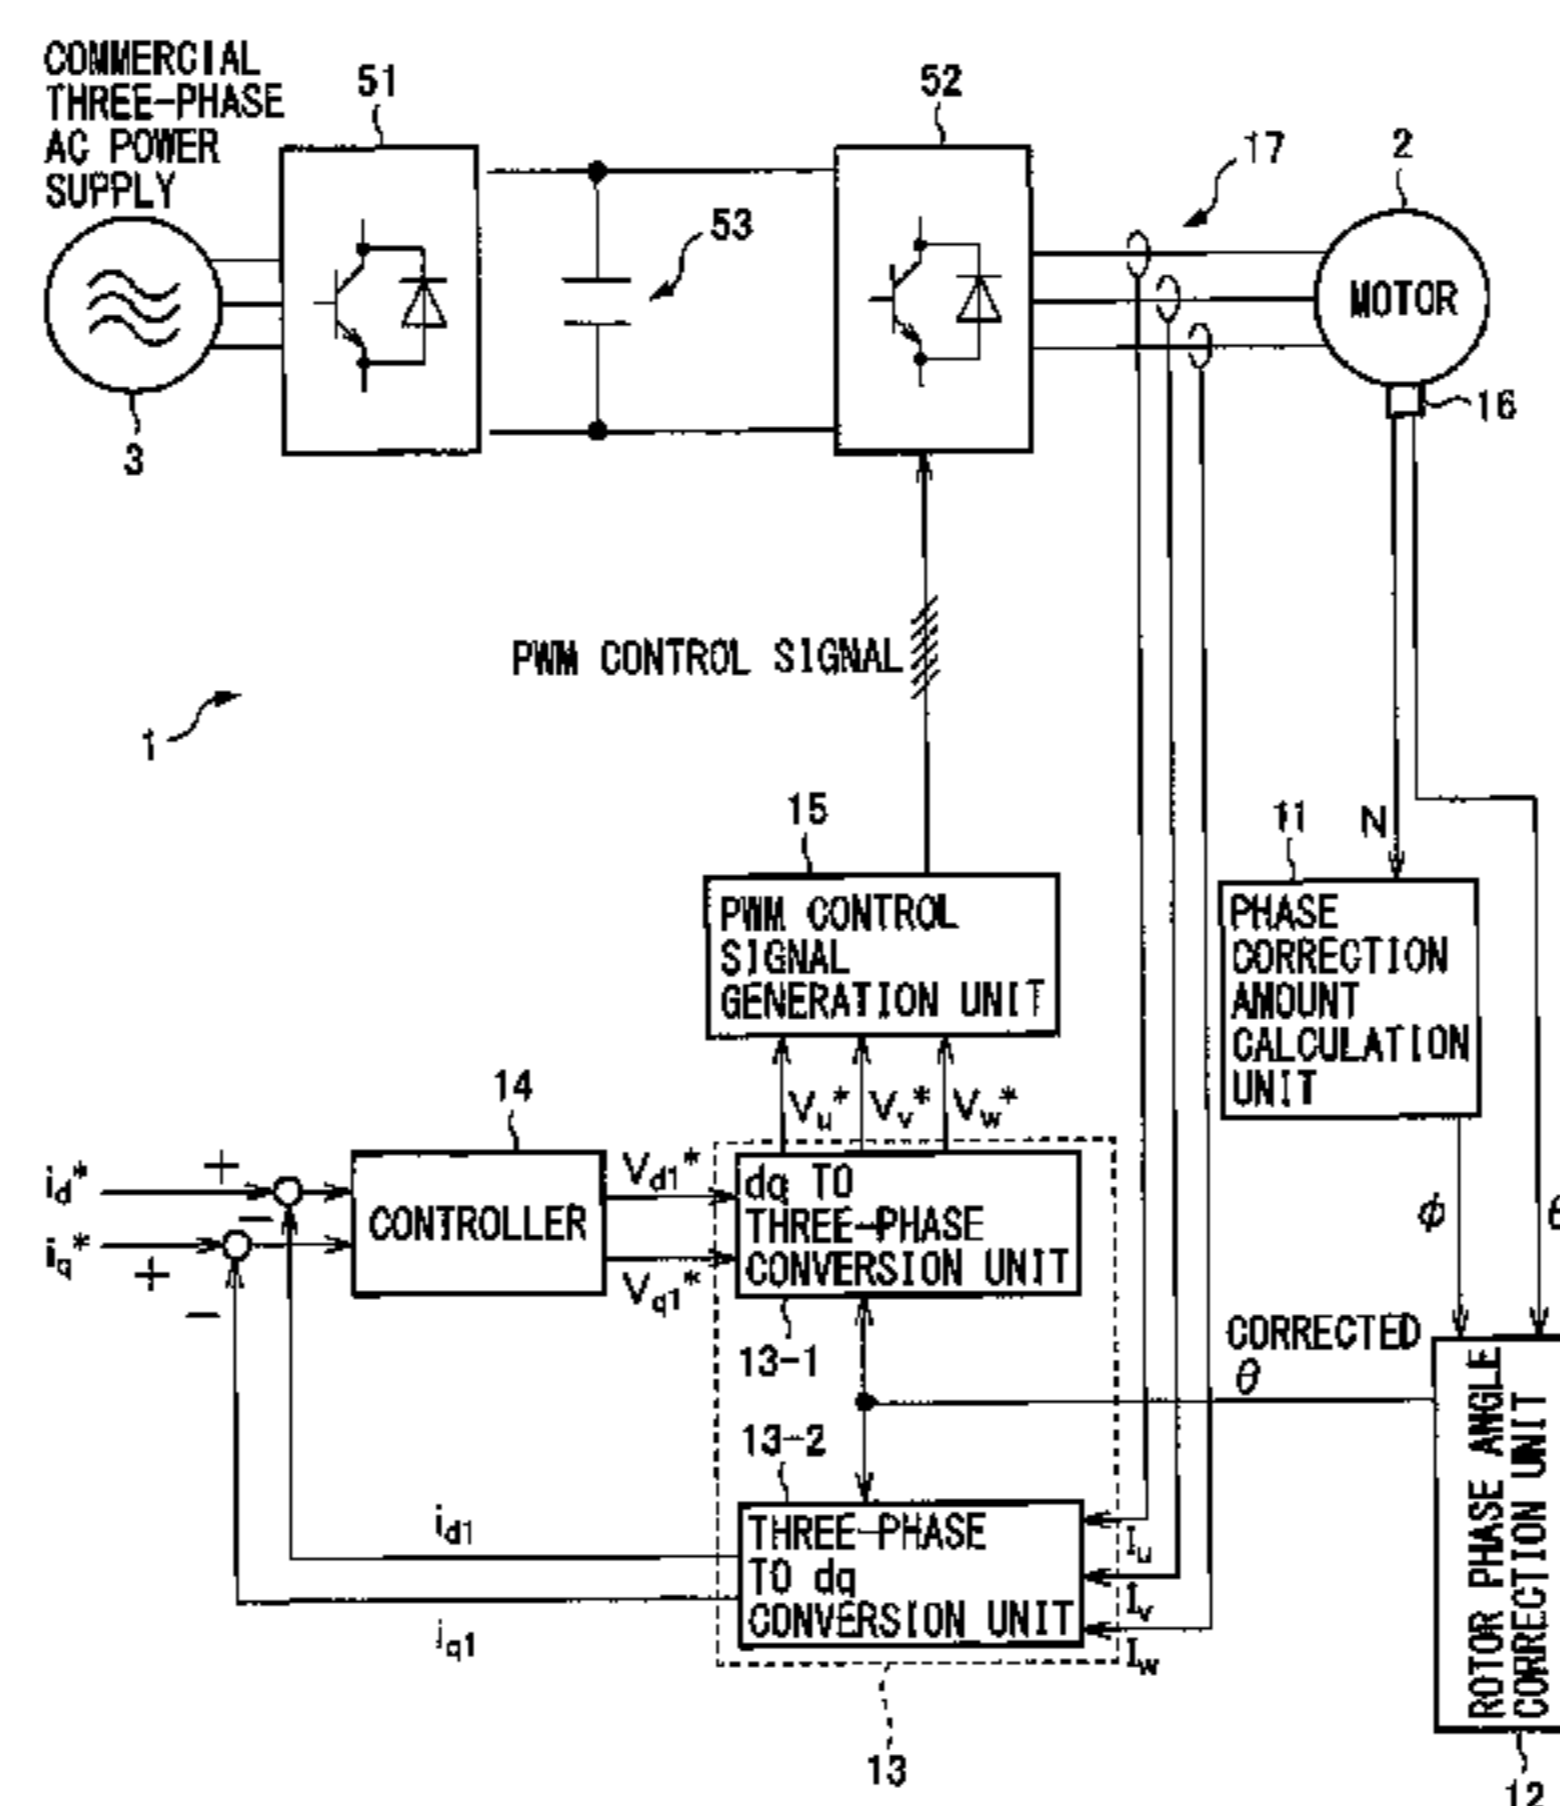 COMMERCIAL
THREE-PHASE
AC POWER
SUPPLY
51
52
17
2
53
MOTOR
16
3
PWM CONTROL SIGNAL
1
15
11
N
PWM CONTROL
SIGNAL
GENERATION UNIT
PHASE
CORRECTION
AMOUNT
CALCULATION
UNIT
14
Vu* Vv* Vw*
id*
+
−
iq*
+
−
CONTROLLER
Vd1*
Vq1*
dq TO
THREE-PHASE
CONVERSION UNIT
ϕ
13-1
CORRECTED
θ
13-2
id1
iq1
THREE-PHASE
TO dq
CONVERSION UNIT
Iu
Iv
Iw
ROTOR PHASE ANGLE
CORRECTION UNIT
13
12